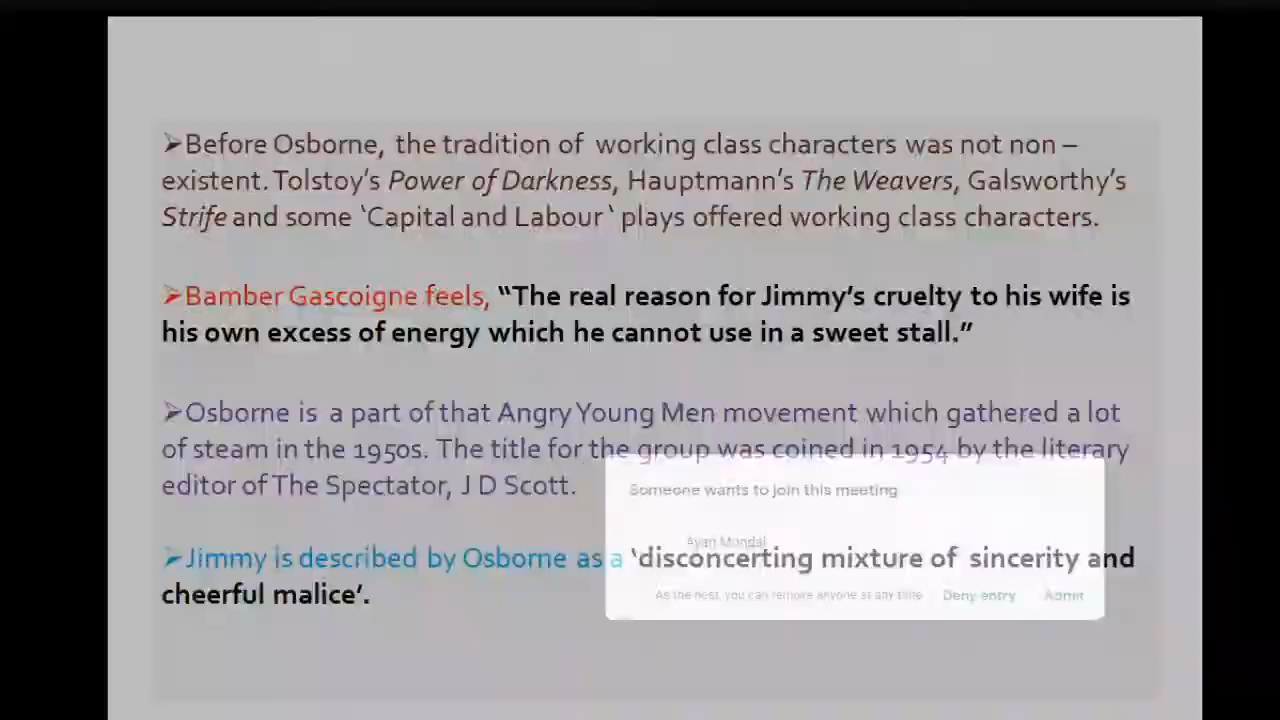 ➢Before Osborne, the tradition of working class characters was not non –
existent. Tolstoy's Power of Darkness, Hauptmann's The Weavers, Galsworthy's
Strife and some ‛Capital and Labour‛ plays offered working class characters.
➢Bamber Gascoigne feels, “The real reason for Jimmy's cruelty to his wife is
his own excess of energy which he cannot use in a sweet stall.”
➢Osborne is a part of that Angry Young Men movement which gathered a lot
of steam in the 1950s. The title for the group was coined in 1954 by the literary
editor of The Spectator, J D Scott.
Someone wants to join this meeting
Ayan Mondal
➢Jimmy is described by Osborne as a ‛disconcerting mixture of sincerity and
cheerful malice’.
As the host, you can remove anyone at any time
Deny entry
Admit